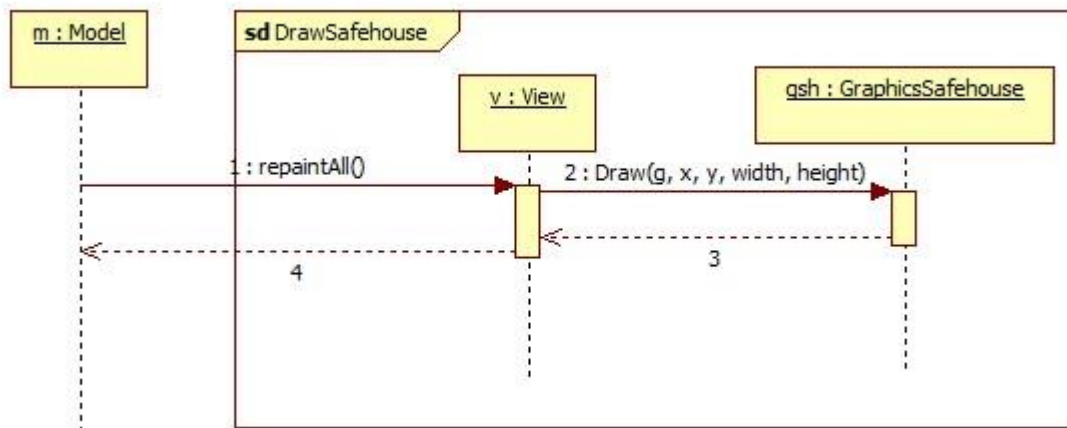 m : Model
sd DrawSafehouse
v : View
gsh : GraphicsSafehouse
1 : repaintAll()
2 : Draw(g, x, y, width, height)
3
4